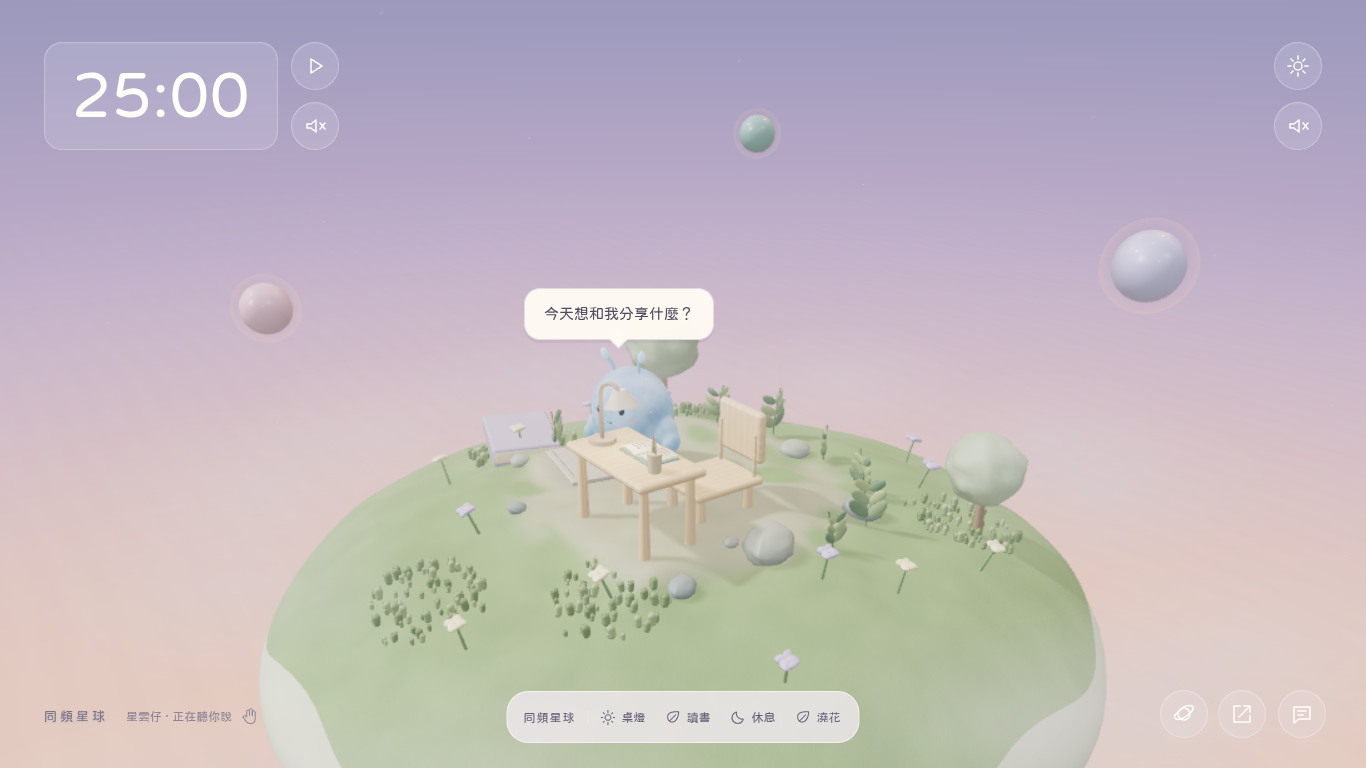 25:00
今天想和我分享什麼？
同頻星球
星雲仔·正在聽你說
同頻星球
桌燈
讀書
休息
澆花